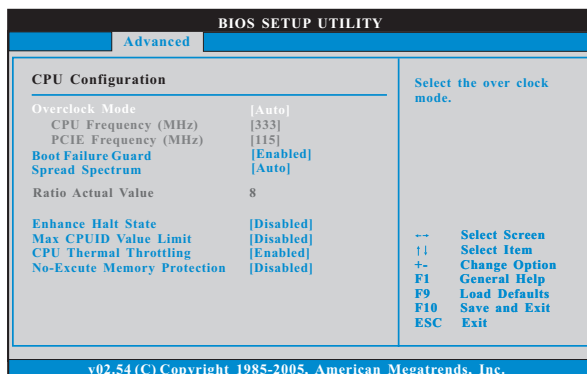 BIOS SETUP UTILITY
Advanced
CPU Configuration
Overclock Mode [Auto]
CPU Frequency (MHz) [333]
PCIE Frequency (MHz) [115]
Boot Failure Guard [Enabled]
Spread Spectrum [Auto]
Ratio Actual Value 8
Enhance Halt State [Disabled]
Max CPUID Value Limit [Disabled]
CPU Thermal Throttling [Enabled]
No-Excute Memory Protection [Disabled]
Select the over clock
mode.
←→ Select Screen
↑↓ Select Item
+- Change Option
F1 General Help
F9 Load Defaults
F10 Save and Exit
ESC Exit
v02.54 (C) Copyright 1985-2005, American Megatrends, Inc.